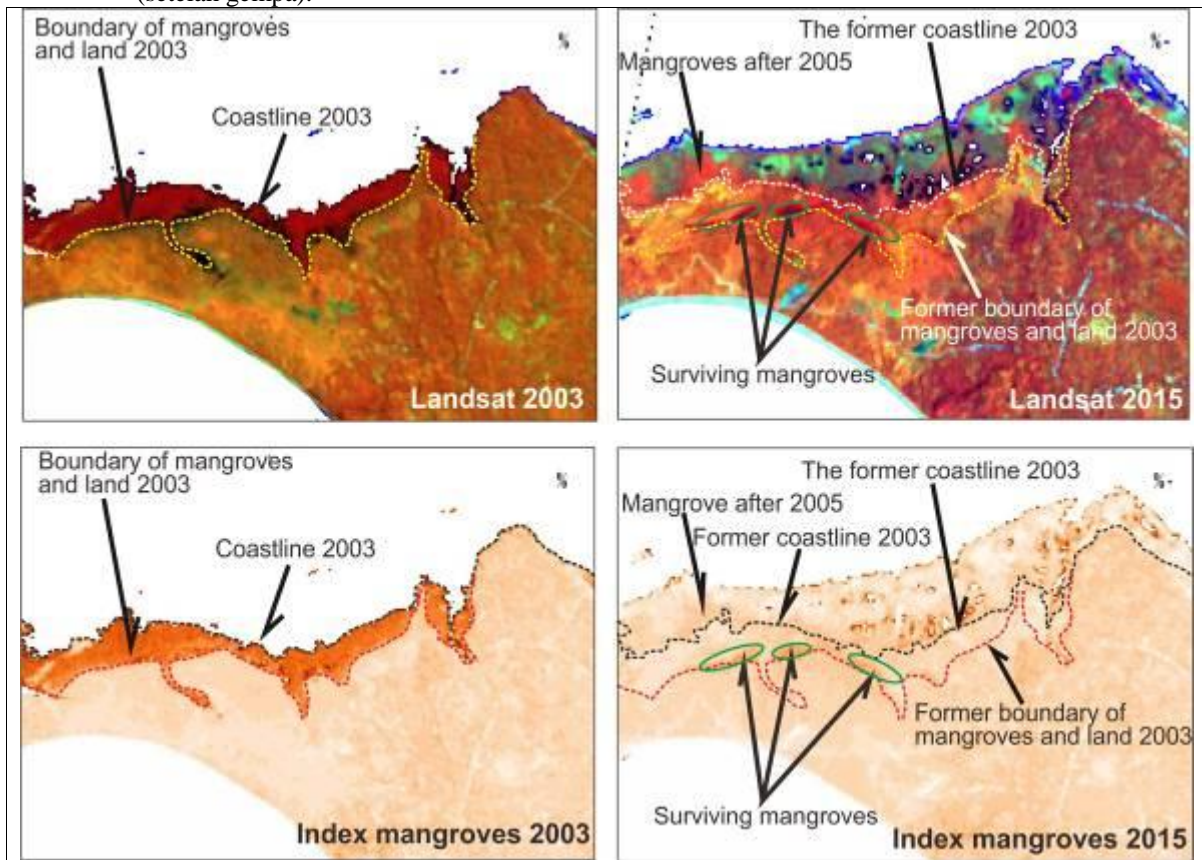 (setelah gempa).
Boundary of mangroves
and land 2003
%
Coastline 2003
Landsat 2003
The former coastline 2003
%-
Mangroves after 2005
Former boundary of
mangroves and land 2003
Surviving mangroves
Landsat 2015
Boundary of mangroves
and land 2003
%
Coastline 2003
Index mangroves 2003
The former coastline 2003
%-
Mangrove after 2005
Former coastline 2003
Former boundary of
mangroves and land 2003
Surviving mangroves
Index mangroves 2015